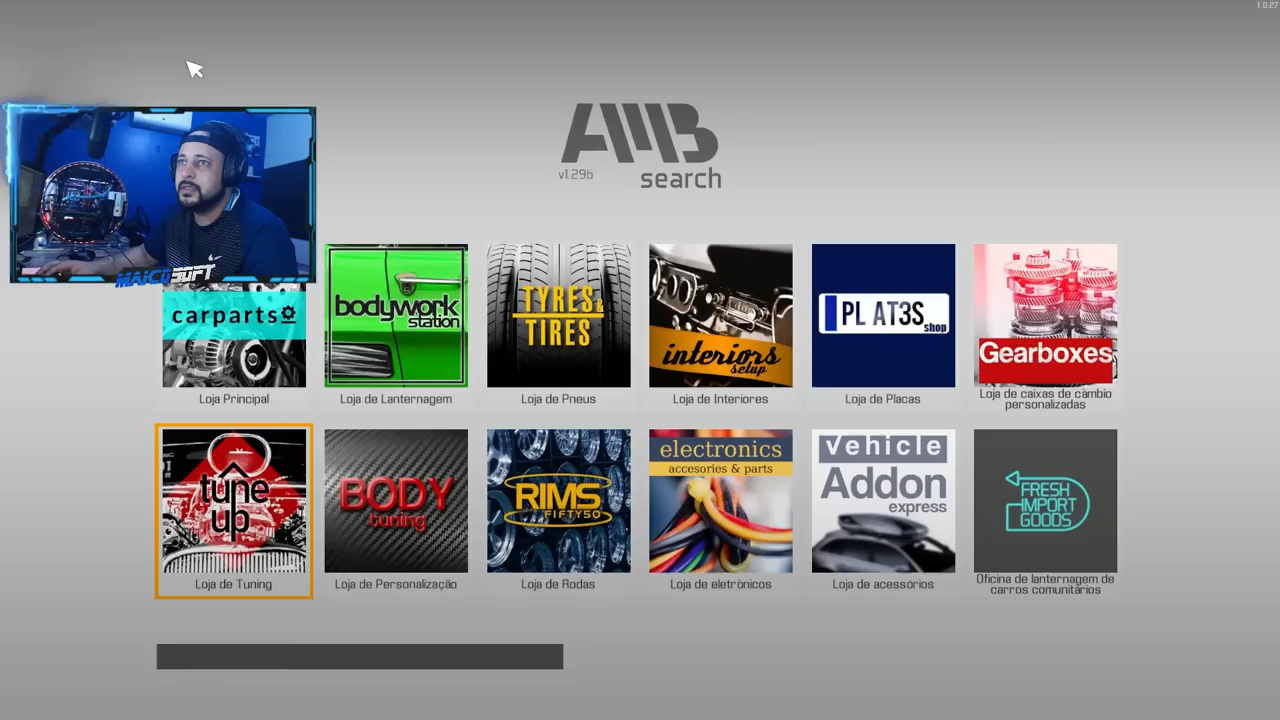 1.0.27
AMB
v1.29b
search
MAICOSOFT
carparts
Loja Principal
bodywork
station
Loja de Lanternagem
TYRES &
TIRES
Loja de Pneus
interiors
setup
Loja de Interiores
PL AT3S
shop
Loja de Placas
Gearboxes
Loja de caixas de câmbio
personalizadas
tune
up
Loja de Tuning
BODY
tuning
Loja de Personalização
RIMS
FIFTY50
Loja de Rodas
electronics
accesories & parts
Loja de eletrônicos
vehicle
Addon
express
Loja de acessórios
FRESH
IMPORT
GOODS
Oficina de lanternagem de
carros comunitários